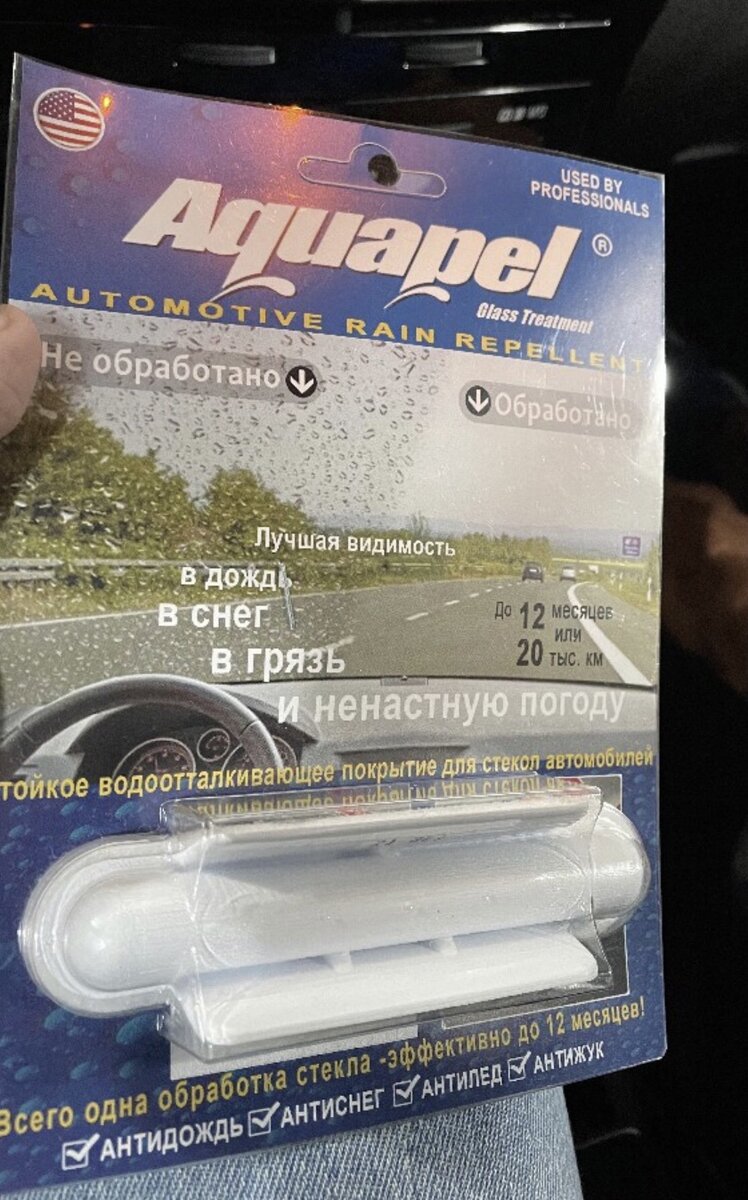 USED BY
PROFESSIONALS
Aquapel ®
Glass Treatment
AUTOMOTIVE RAIN REPELLENT
Не обработано
Обработано
Лучшая видимость
в дождь
в снег
в грязь
и ненастную погоду
До 12 месяцев
или
20 тыс. км
тойкое водоотталкивающее покрытие для стекол автомобилей
Всего одна обработка стекла -эффективно до 12 месяцев!
АНТИДОЖДЬ АНТИСНЕГ АНТИЛЕД АНТИЖУК